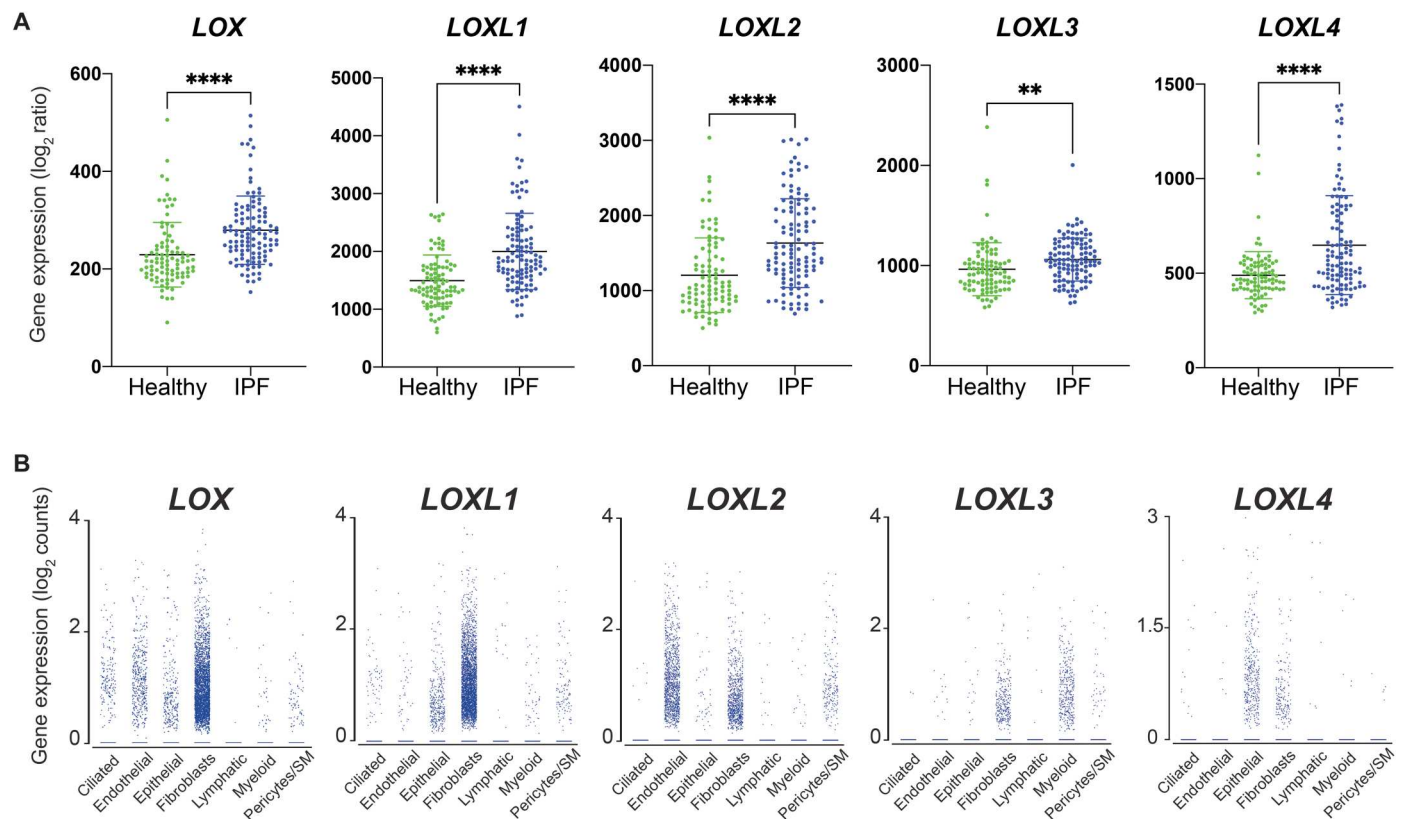 A
LOX
LOXL1
LOXL2
LOXL3
LOXL4
Gene expression (log2 ratio)
600
400
200
0
****
Healthy IPF
5000
4000
3000
2000
1000
0
****
Healthy IPF
4000
3000
2000
1000
0
****
Healthy IPF
3000
2000
1000
0
**
Healthy IPF
1500
1000
500
0
****
Healthy IPF
B
LOX
LOXL1
LOXL2
LOXL3
LOXL4
Gene expression (log2 counts)
4
2
0
Ciliated
Endothelial
Epithelial
Fibroblasts
Lymphatic
Myeloid
Pericytes/SM
4
2
0
Ciliated
Endothelial
Epithelial
Fibroblasts
Lymphatic
Myeloid
Pericytes/SM
4
2
0
Ciliated
Endothelial
Epithelial
Fibroblasts
Lymphatic
Myeloid
Pericytes/SM
4
2
0
Ciliated
Endothelial
Epithelial
Fibroblasts
Lymphatic
Myeloid
Pericytes/SM
3
1.5
0
Ciliated
Endothelial
Epithelial
Fibroblasts
Lymphatic
Myeloid
Pericytes/SM